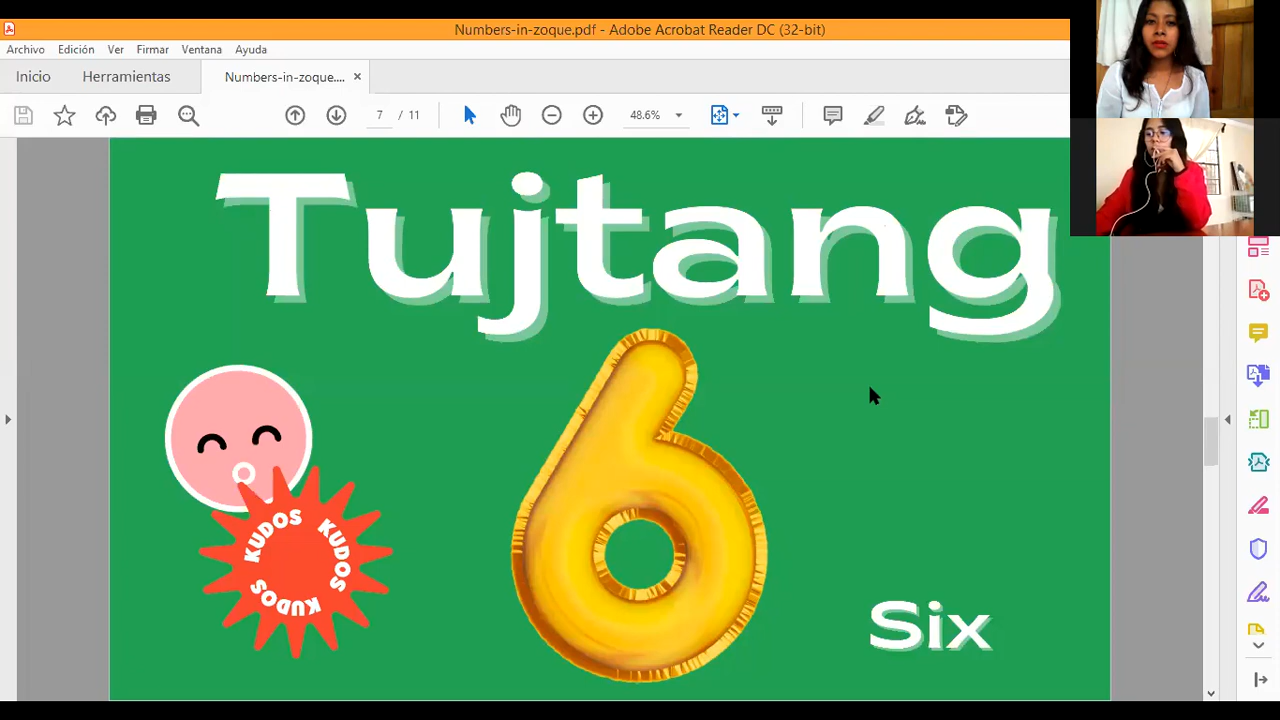 Numbers-in-zoque.pdf - Adobe Acrobat Reader DC (32-bit)
Archivo Edición Ver Firmar Ventana Ayuda
Inicio Herramientas Numbers-in-zoque.... ×
7 / 11 48.6%
Tujtang
6
KUDOS KUDOS KUDOS KUDOS
Six